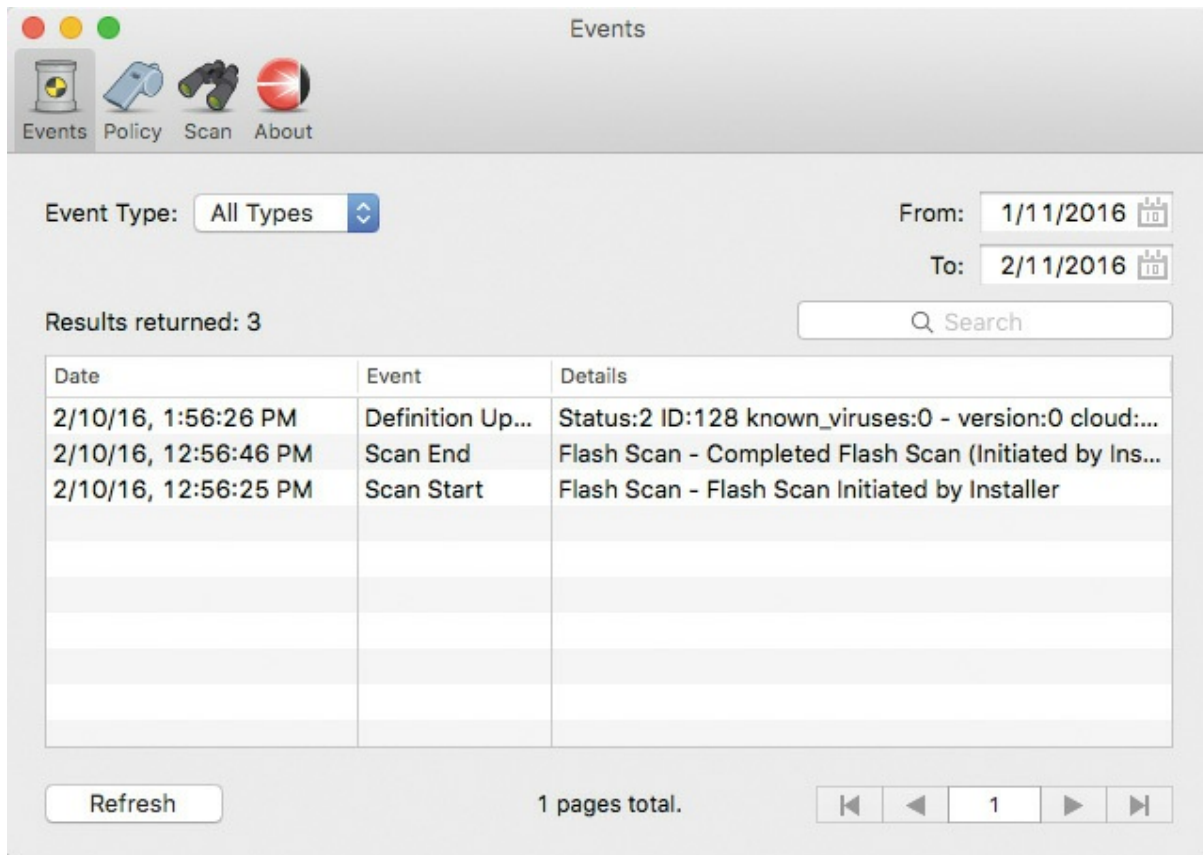 Events
Events Policy Scan About
Event Type: All Types From: 1/11/2016
To: 2/11/2016
Results returned: 3 Search
Date Event Details
2/10/16, 1:56:26 PM Definition Up... Status:2 ID:128 known_viruses:0 - version:0 cloud:...
2/10/16, 12:56:46 PM Scan End Flash Scan - Completed Flash Scan (Initiated by Ins...
2/10/16, 12:56:25 PM Scan Start Flash Scan - Flash Scan Initiated by Installer
Refresh 1 pages total. 1